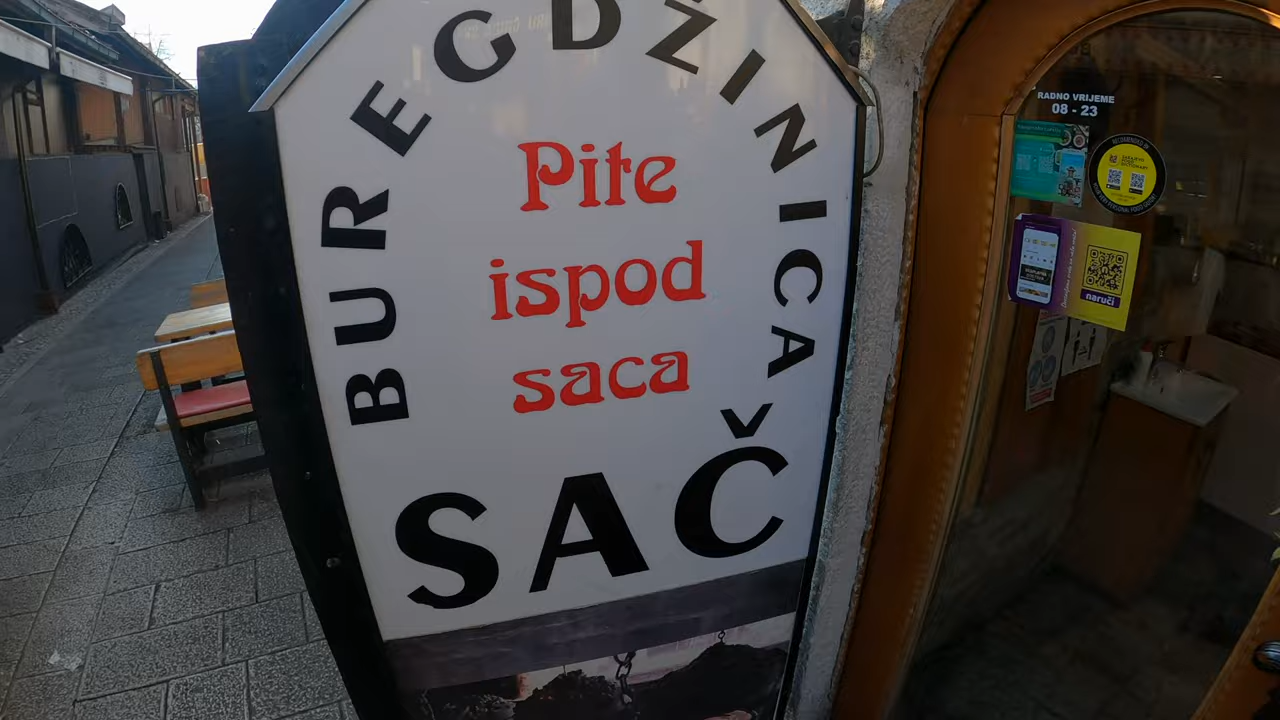 BUREGDŽINICA
Pite
ispod
saca
SAČ
RADNO VRIJEME
08 - 23
naruči